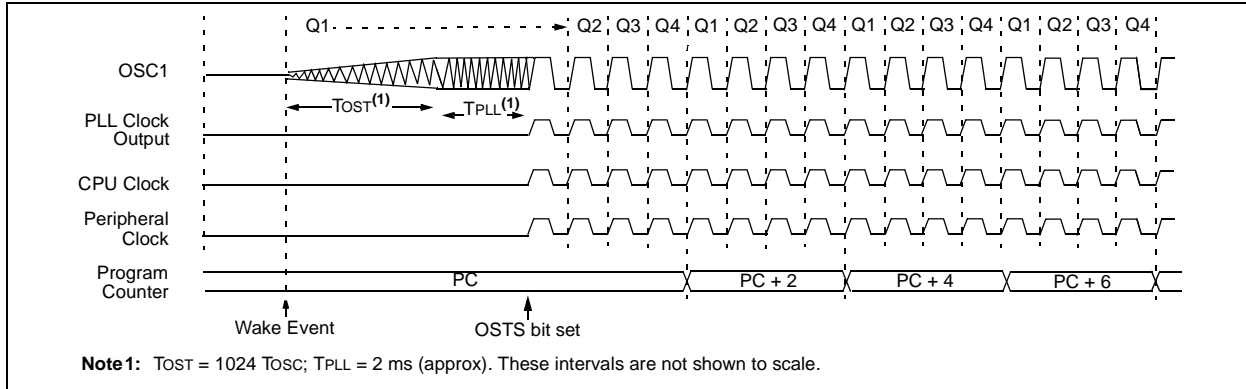 Q1 Q2 Q3 Q4 Q1 Q2 Q3 Q4 Q1 Q2 Q3 Q4 Q1 Q2 Q3 Q4
OSC1
TOST(1) TPLL(1)
PLL Clock
Output
CPU Clock
Peripheral
Clock
Program
Counter
PC PC + 2 PC + 4 PC + 6
Wake Event OSTS bit set
Note1: TOST = 1024 TOSC; TPLL = 2 ms (approx). These intervals are not shown to scale.